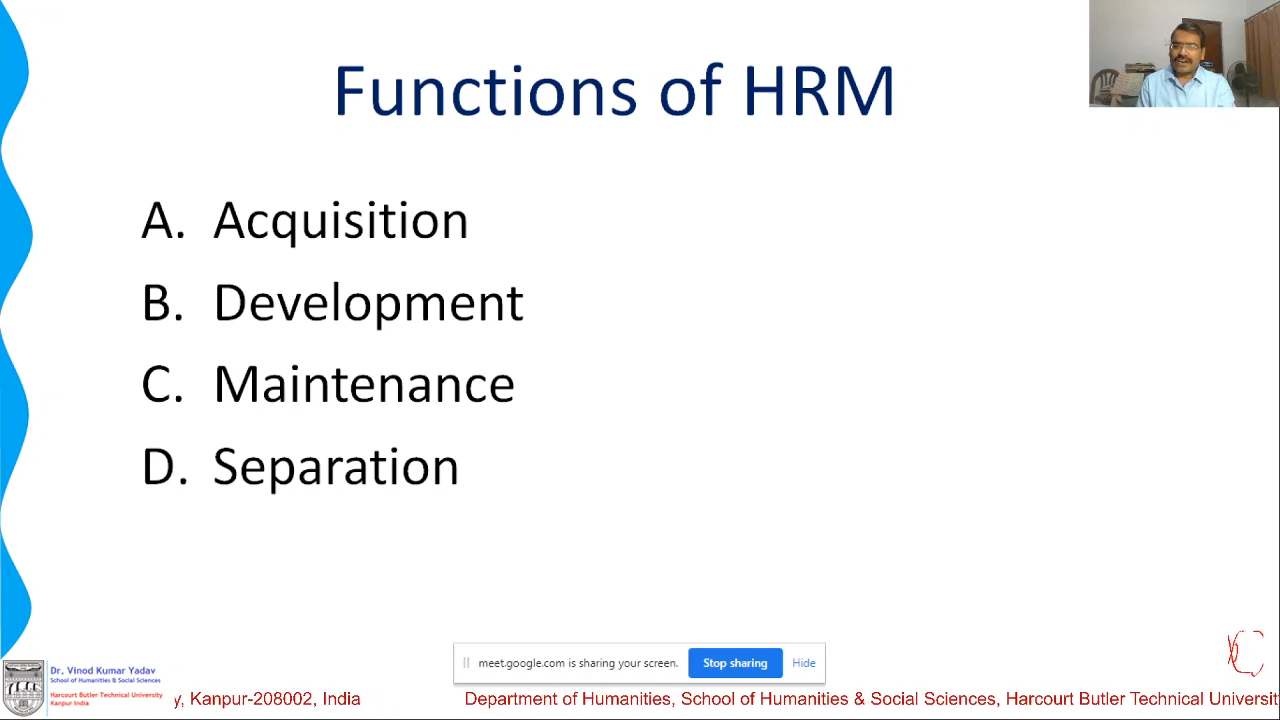 Functions of HRM
A. Acquisition
B. Development
C. Maintenance
D. Separation
meet.google.com is sharing your screen.
Stop sharing
Hide
Dr. Vinod Kumar Yadav
School of Humanities & Social Sciences
Harcourt Butler Technical University
Kanpur India
y, Kanpur-208002, India
Department of Humanities, School of Humanities & Social Sciences, Harcourt Butler Technical Universit